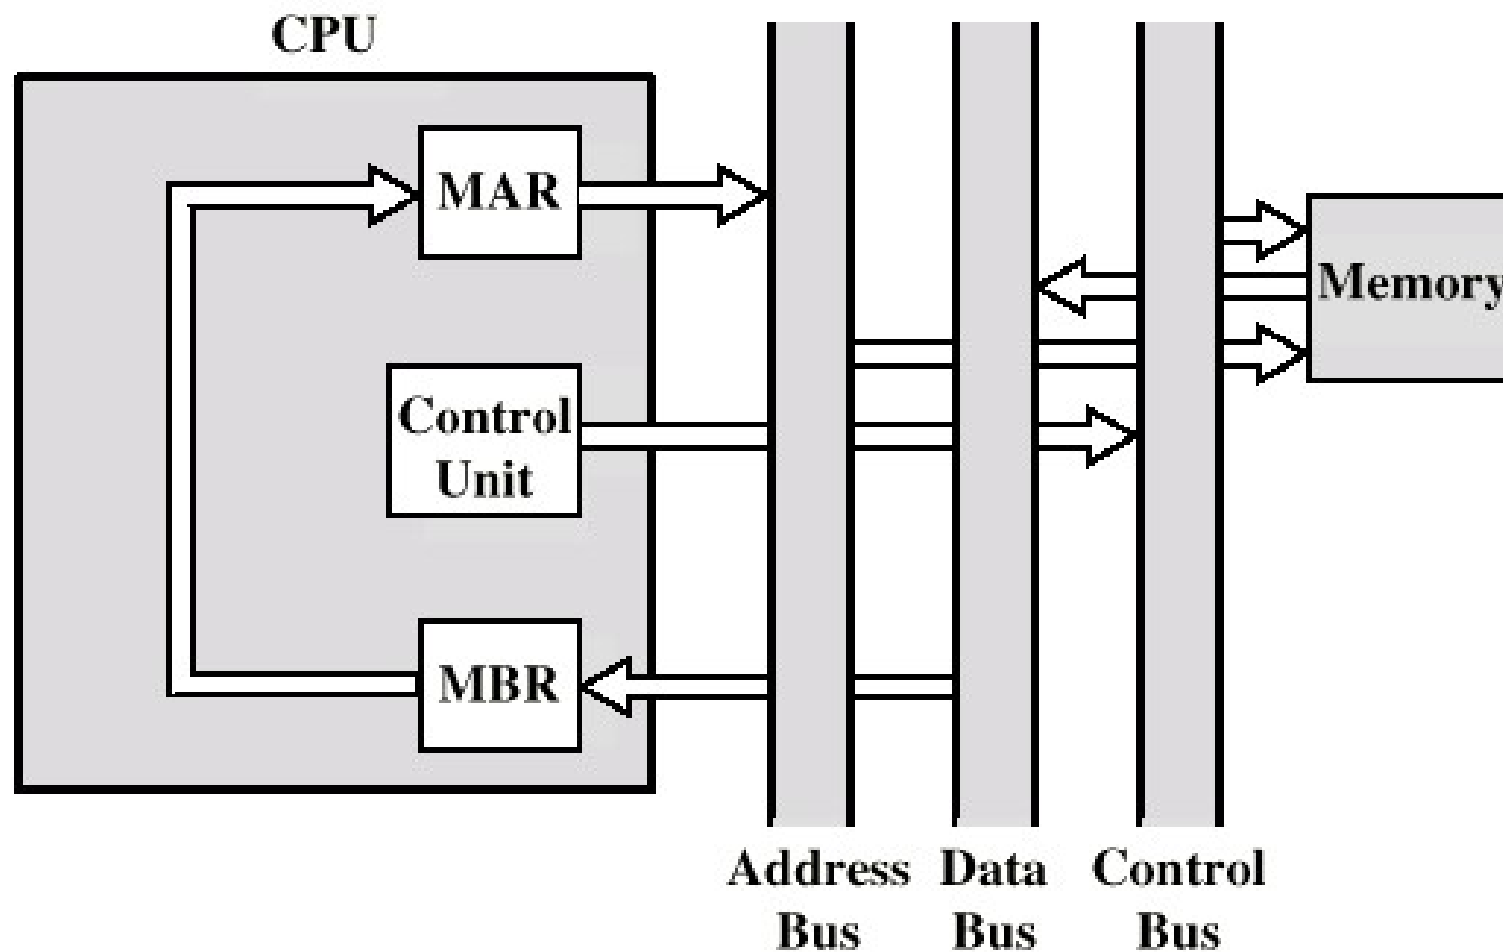 CPU
MAR
Memory
Control
Unit
MBR
Address
Bus
Data
Bus
Control
Bus